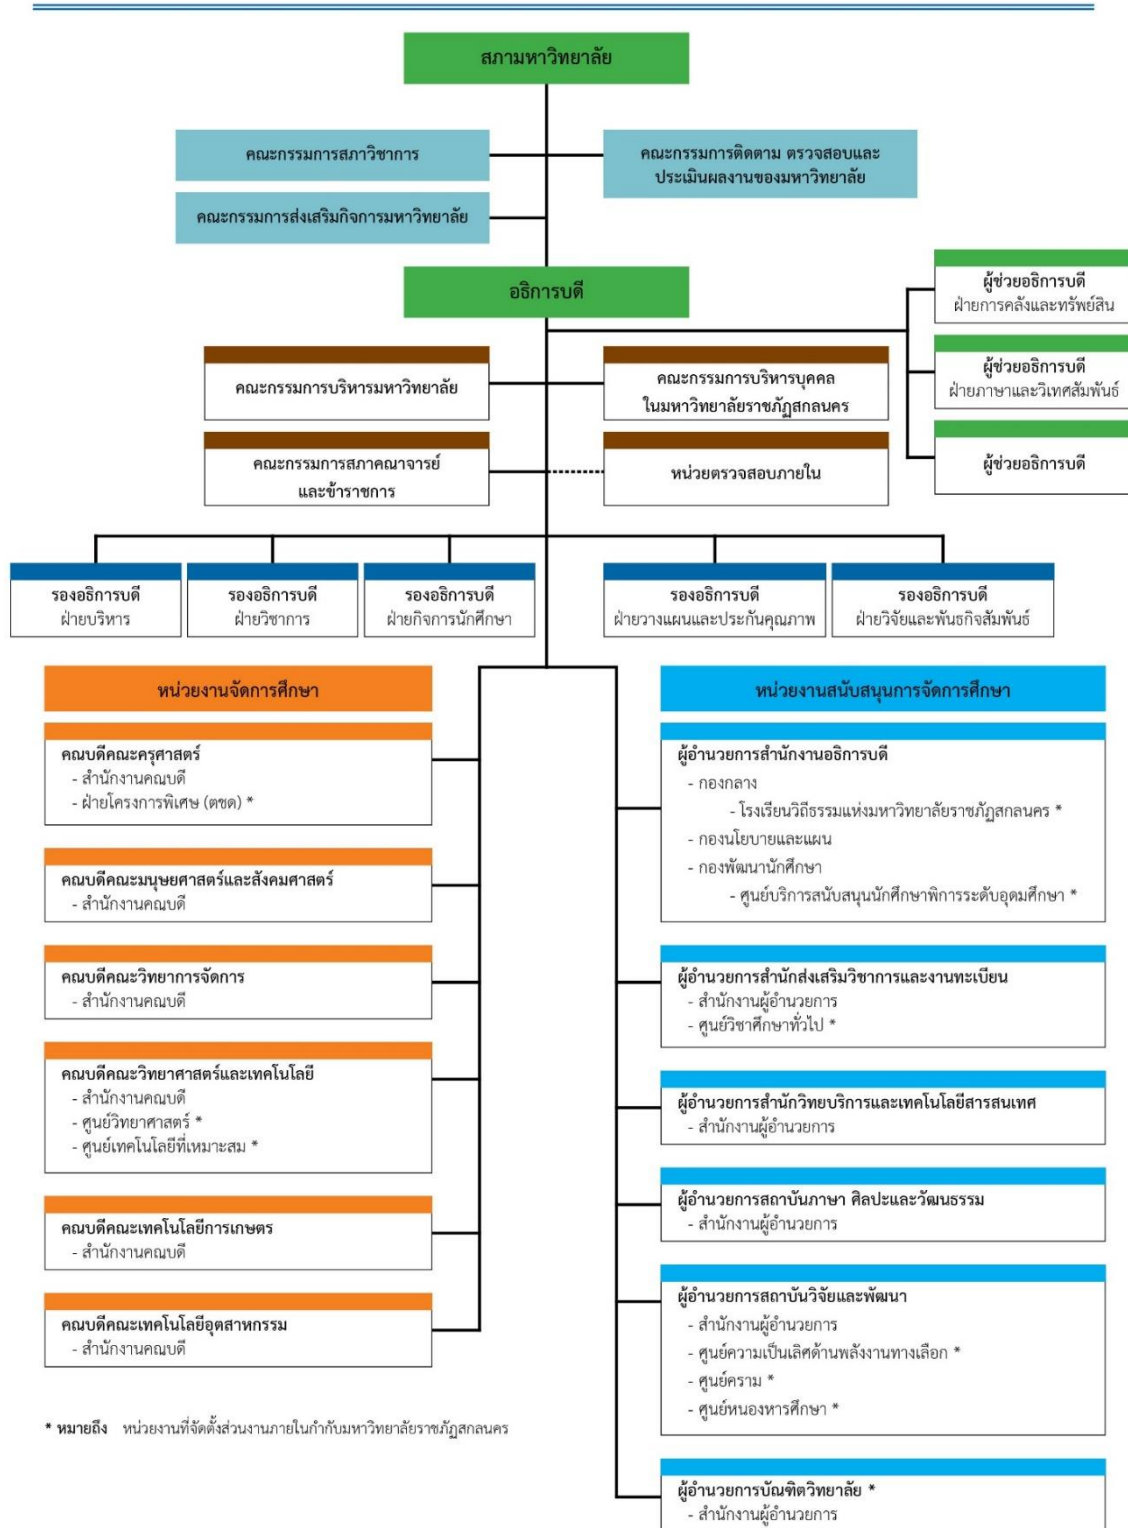 สภามหาวิทยาลัย
คณะกรรมการสภาวิชาการ
คณะกรรมการติดตาม ตรวจสอบและ
ประเมินผลงานของมหาวิทยาลัย
คณะกรรมการส่งเสริมกิจการมหาวิทยาลัย
อธิการบดี
ผู้ช่วยอธิการบดี
ฝ่ายการคลังและทรัพย์สิน
ผู้ช่วยอธิการบดี
ฝ่ายภาษาและวิเทศสัมพันธ์
ผู้ช่วยอธิการบดี
คณะกรรมการบริหารมหาวิทยาลัย
คณะกรรมการบริหารบุคคล
ในมหาวิทยาลัยราชภัฏสกลนคร
คณะกรรมการสภาคณาจารย์
และข้าราชการ
หน่วยตรวจสอบภายใน
รองอธิการบดี
ฝ่ายบริหาร
รองอธิการบดี
ฝ่ายวิชาการ
รองอธิการบดี
ฝ่ายกิจการนักศึกษา
รองอธิการบดี
ฝ่ายวางแผนและประกันคุณภาพ
รองอธิการบดี
ฝ่ายวิจัยและพันธกิจสัมพันธ์
หน่วยงานจัดการศึกษา
คณบดีคณะครุศาสตร์
- สำนักงานคณบดี
- ฝ่ายโครงการพิเศษ (ตชด) *
คณบดีคณะมนุษยศาสตร์และสังคมศาสตร์
- สำนักงานคณบดี
คณบดีคณะวิทยาการจัดการ
- สำนักงานคณบดี
คณบดีคณะวิทยาศาสตร์และเทคโนโลยี
- สำนักงานคณบดี
- ศูนย์วิทยาศาสตร์ *
- ศูนย์เทคโนโลยีที่เหมาะสม *
คณบดีคณะเทคโนโลยีการเกษตร
- สำนักงานคณบดี
คณบดีคณะเทคโนโลยีอุตสาหกรรม
- สำนักงานคณบดี
* หมายถึง หน่วยงานที่จัดตั้งส่วนงานภายในกำกับมหาวิทยาลัยราชภัฏสกลนคร
หน่วยงานสนับสนุนการจัดการศึกษา
ผู้อำนวยการสำนักงานอธิการบดี
- กองกลาง
- โรงเรียนวิถีธรรมแห่งมหาวิทยาลัยราชภัฏสกลนคร *
- กองนโยบายและแผน
- กองพัฒนานักศึกษา
- ศูนย์บริการสนับสนุนนักศึกษาพิการระดับอุดมศึกษา *
ผู้อำนวยการสำนักส่งเสริมวิชาการและงานทะเบียน
- สำนักงานผู้อำนวยการ
- ศูนย์วิชาศึกษาทั่วไป *
ผู้อำนวยการสำนักวิทยบริการและเทคโนโลยีสารสนเทศ
- สำนักงานผู้อำนวยการ
ผู้อำนวยการสถาบันภาษา ศิลปะและวัฒนธรรม
- สำนักงานผู้อำนวยการ
ผู้อำนวยการสถาบันวิจัยและพัฒนา
- สำนักงานผู้อำนวยการ
- ศูนย์ความเป็นเลิศด้านพลังงานทางเลือก *
- ศูนย์คราม *
- ศูนย์หนองหารศึกษา *
ผู้อำนวยการบัณฑิตวิทยาลัย *
- สำนักงานผู้อำนวยการ